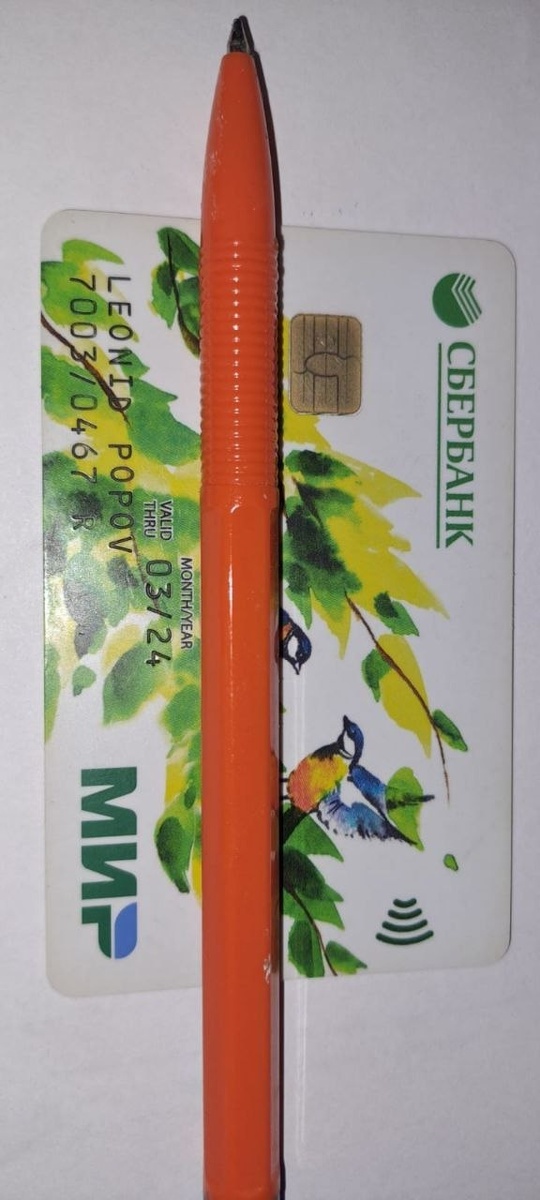 СБЕРБАНК
MONTH/YEAR
VALID
THRU
03/24
LEONID POPOV
7003/0467 R
МИР